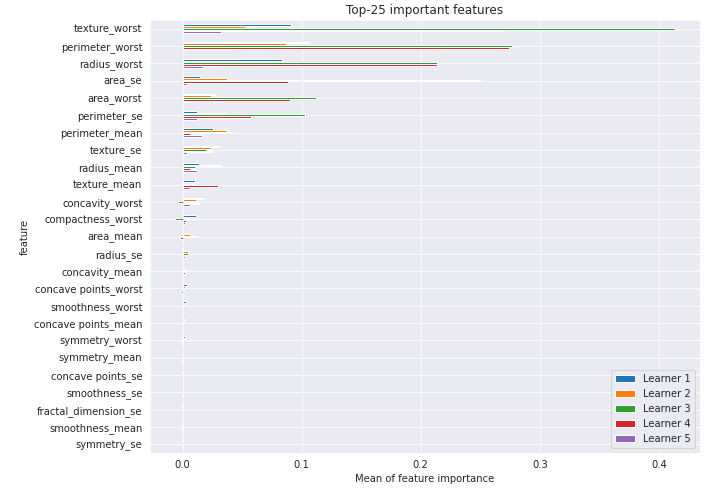 Top-25 important features
texture_worst
perimeter_worst
radius_worst
area_se
area_worst
perimeter_se
perimeter_mean
texture_se
radius_mean
texture_mean
concavity_worst
compactness_worst
area_mean
radius_se
concavity_mean
concave points_worst
smoothness_worst
concave points_mean
symmetry_worst
symmetry_mean
concave points_se
smoothness_se
fractal_dimension_se
smoothness_mean
symmetry_se
feature
Learner 1
Learner 2
Learner 3
Learner 4
Learner 5
0.0 0.1 0.2 0.3 0.4
Mean of feature importance